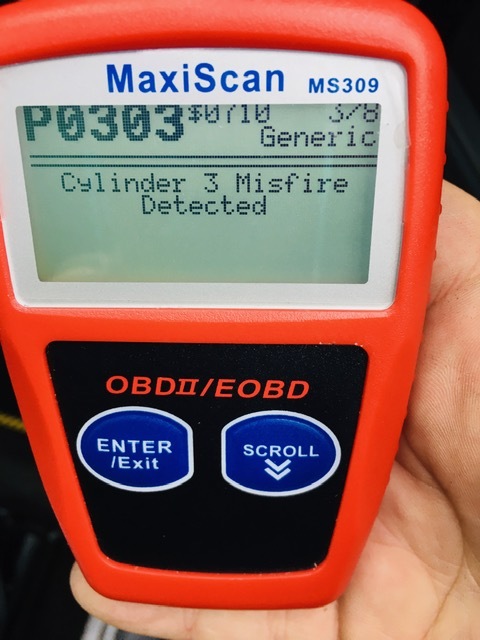 MaxiScan MS309
P0303 $0710 3/8
Generic
Cylinder 3 Misfire
Detected
OBDII/EOBD
ENTER
/Exit
SCROLL